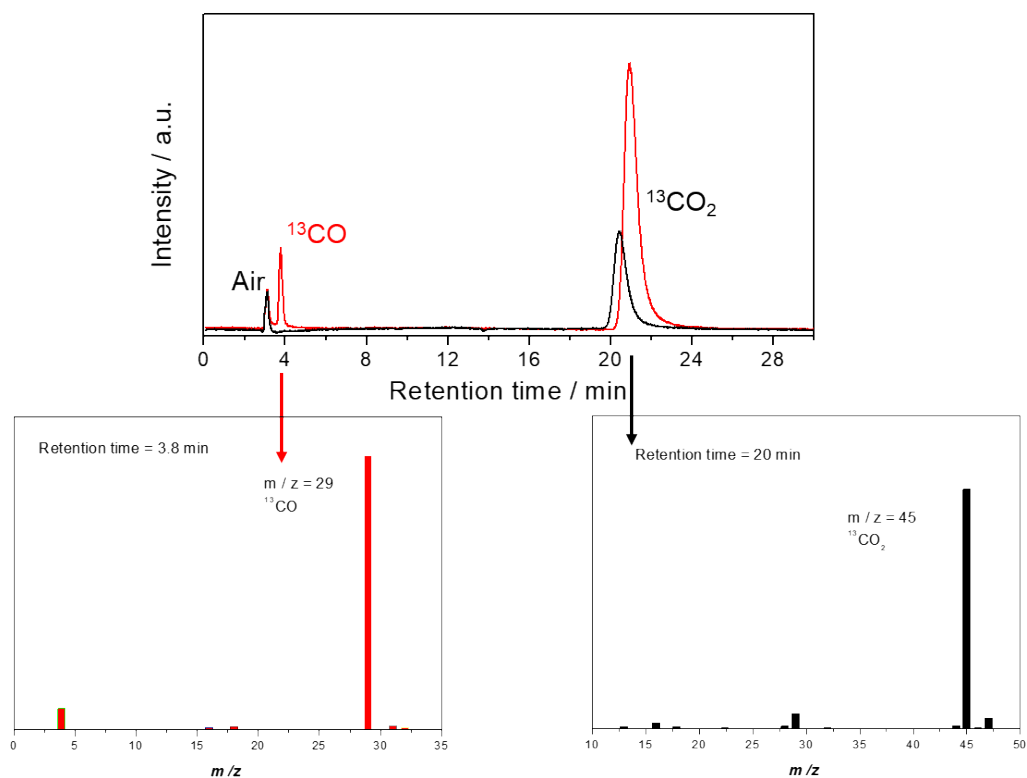 Intensity / a.u.
¹³CO
Air
¹³CO₂
0 4 8 12 16 20 24 28
Retention time / min
Retention time = 3.8 min
m / z = 29
¹³CO
0 5 10 15 20 25 30 35
m/z
Retention time = 20 min
m / z = 45
¹³CO₂
10 15 20 25 30 35 40 45 50
m/z